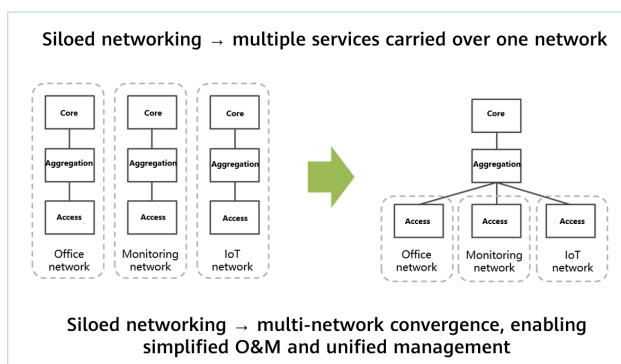 Siloed networking → multiple services carried over one network
Core
Core
Core
Core
Aggregation
Aggregation
Aggregation
Aggregation
Access
Access
Access
Access
Access
Access
Office
network
Monitoring
network
IoT
network
Office
network
Monitoring
network
IoT
network
Siloed networking → multi-network convergence, enabling
simplified O&M and unified management